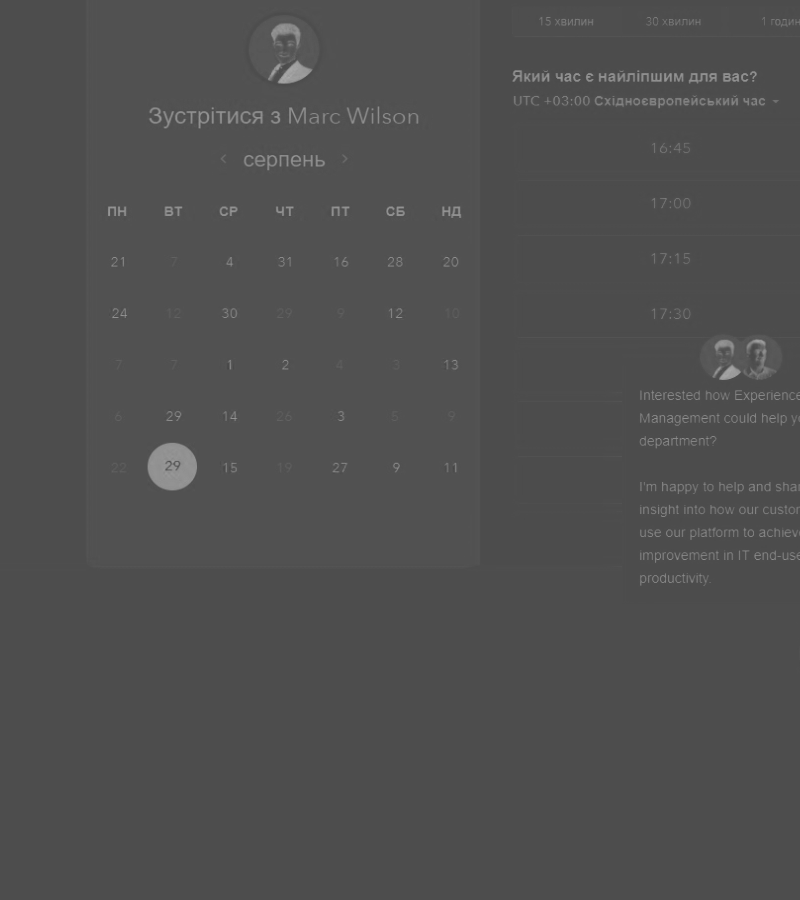 Зустрітися з Marc Wilson
серпень
ПН ВТ СР ЧТ ПТ СБ НД
21 7 4 31 16 28 20
24 12 30 29 9 12 10
7 7 1 2 4 3 13
6 29 14 26 3 5 9
22 29 15 19 27 9 11
15 хвилин 30 хвилин 1 годин
Який час є найліпшим для вас?
UTC +03:00 Східноєвропейський час
16:45
17:00
17:15
17:30
Interested how Experience
Management could help yo
department?
I'm happy to help and shar
insight into how our custom
use our platform to achieve
improvement in IT end-use
productivity.